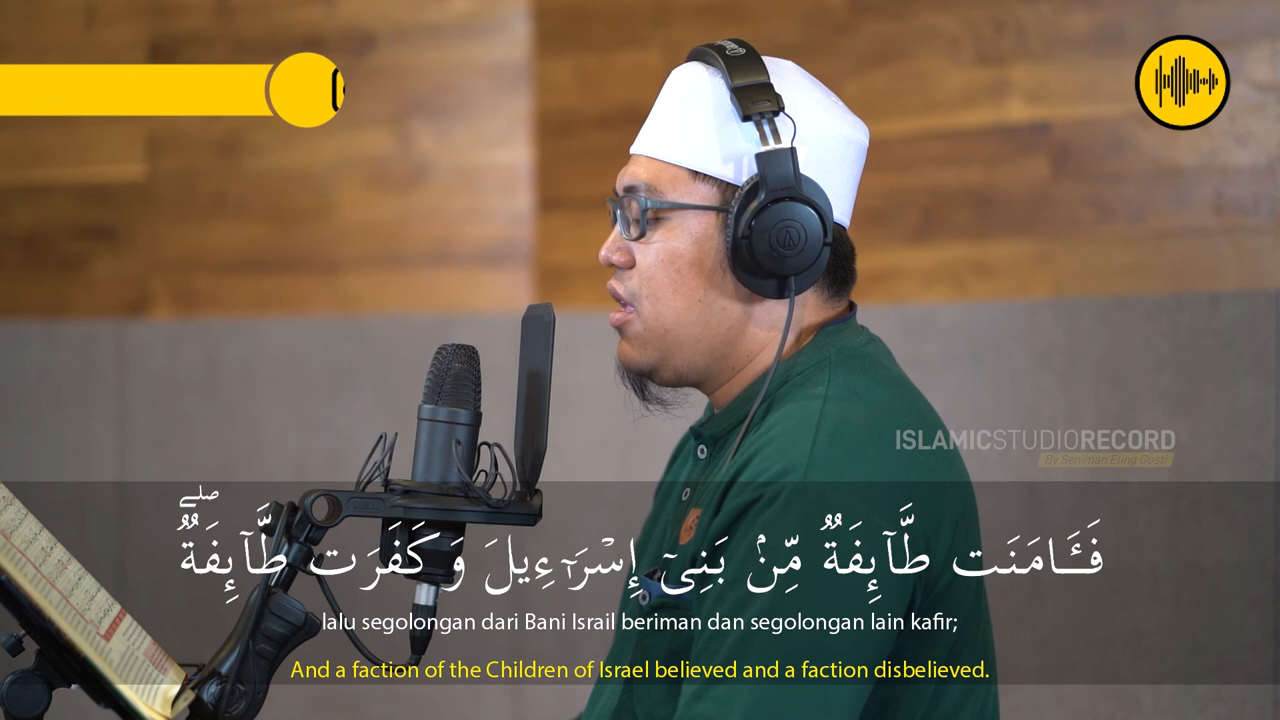 ISLAMICSTUDIORECORD
By Seniman Eling Gusti
فَـَٔامَنَت طَّآئِفَةٌ مِّنۢ بَنِىٓ إِسْرَٰٓءِيلَ وَكَفَرَت طَّآئِفَةٌ ۖ
lalu segolongan dari Bani Israil beriman dan segolongan lain kafir;
And a faction of the Children of Israel believed and a faction disbelieved.